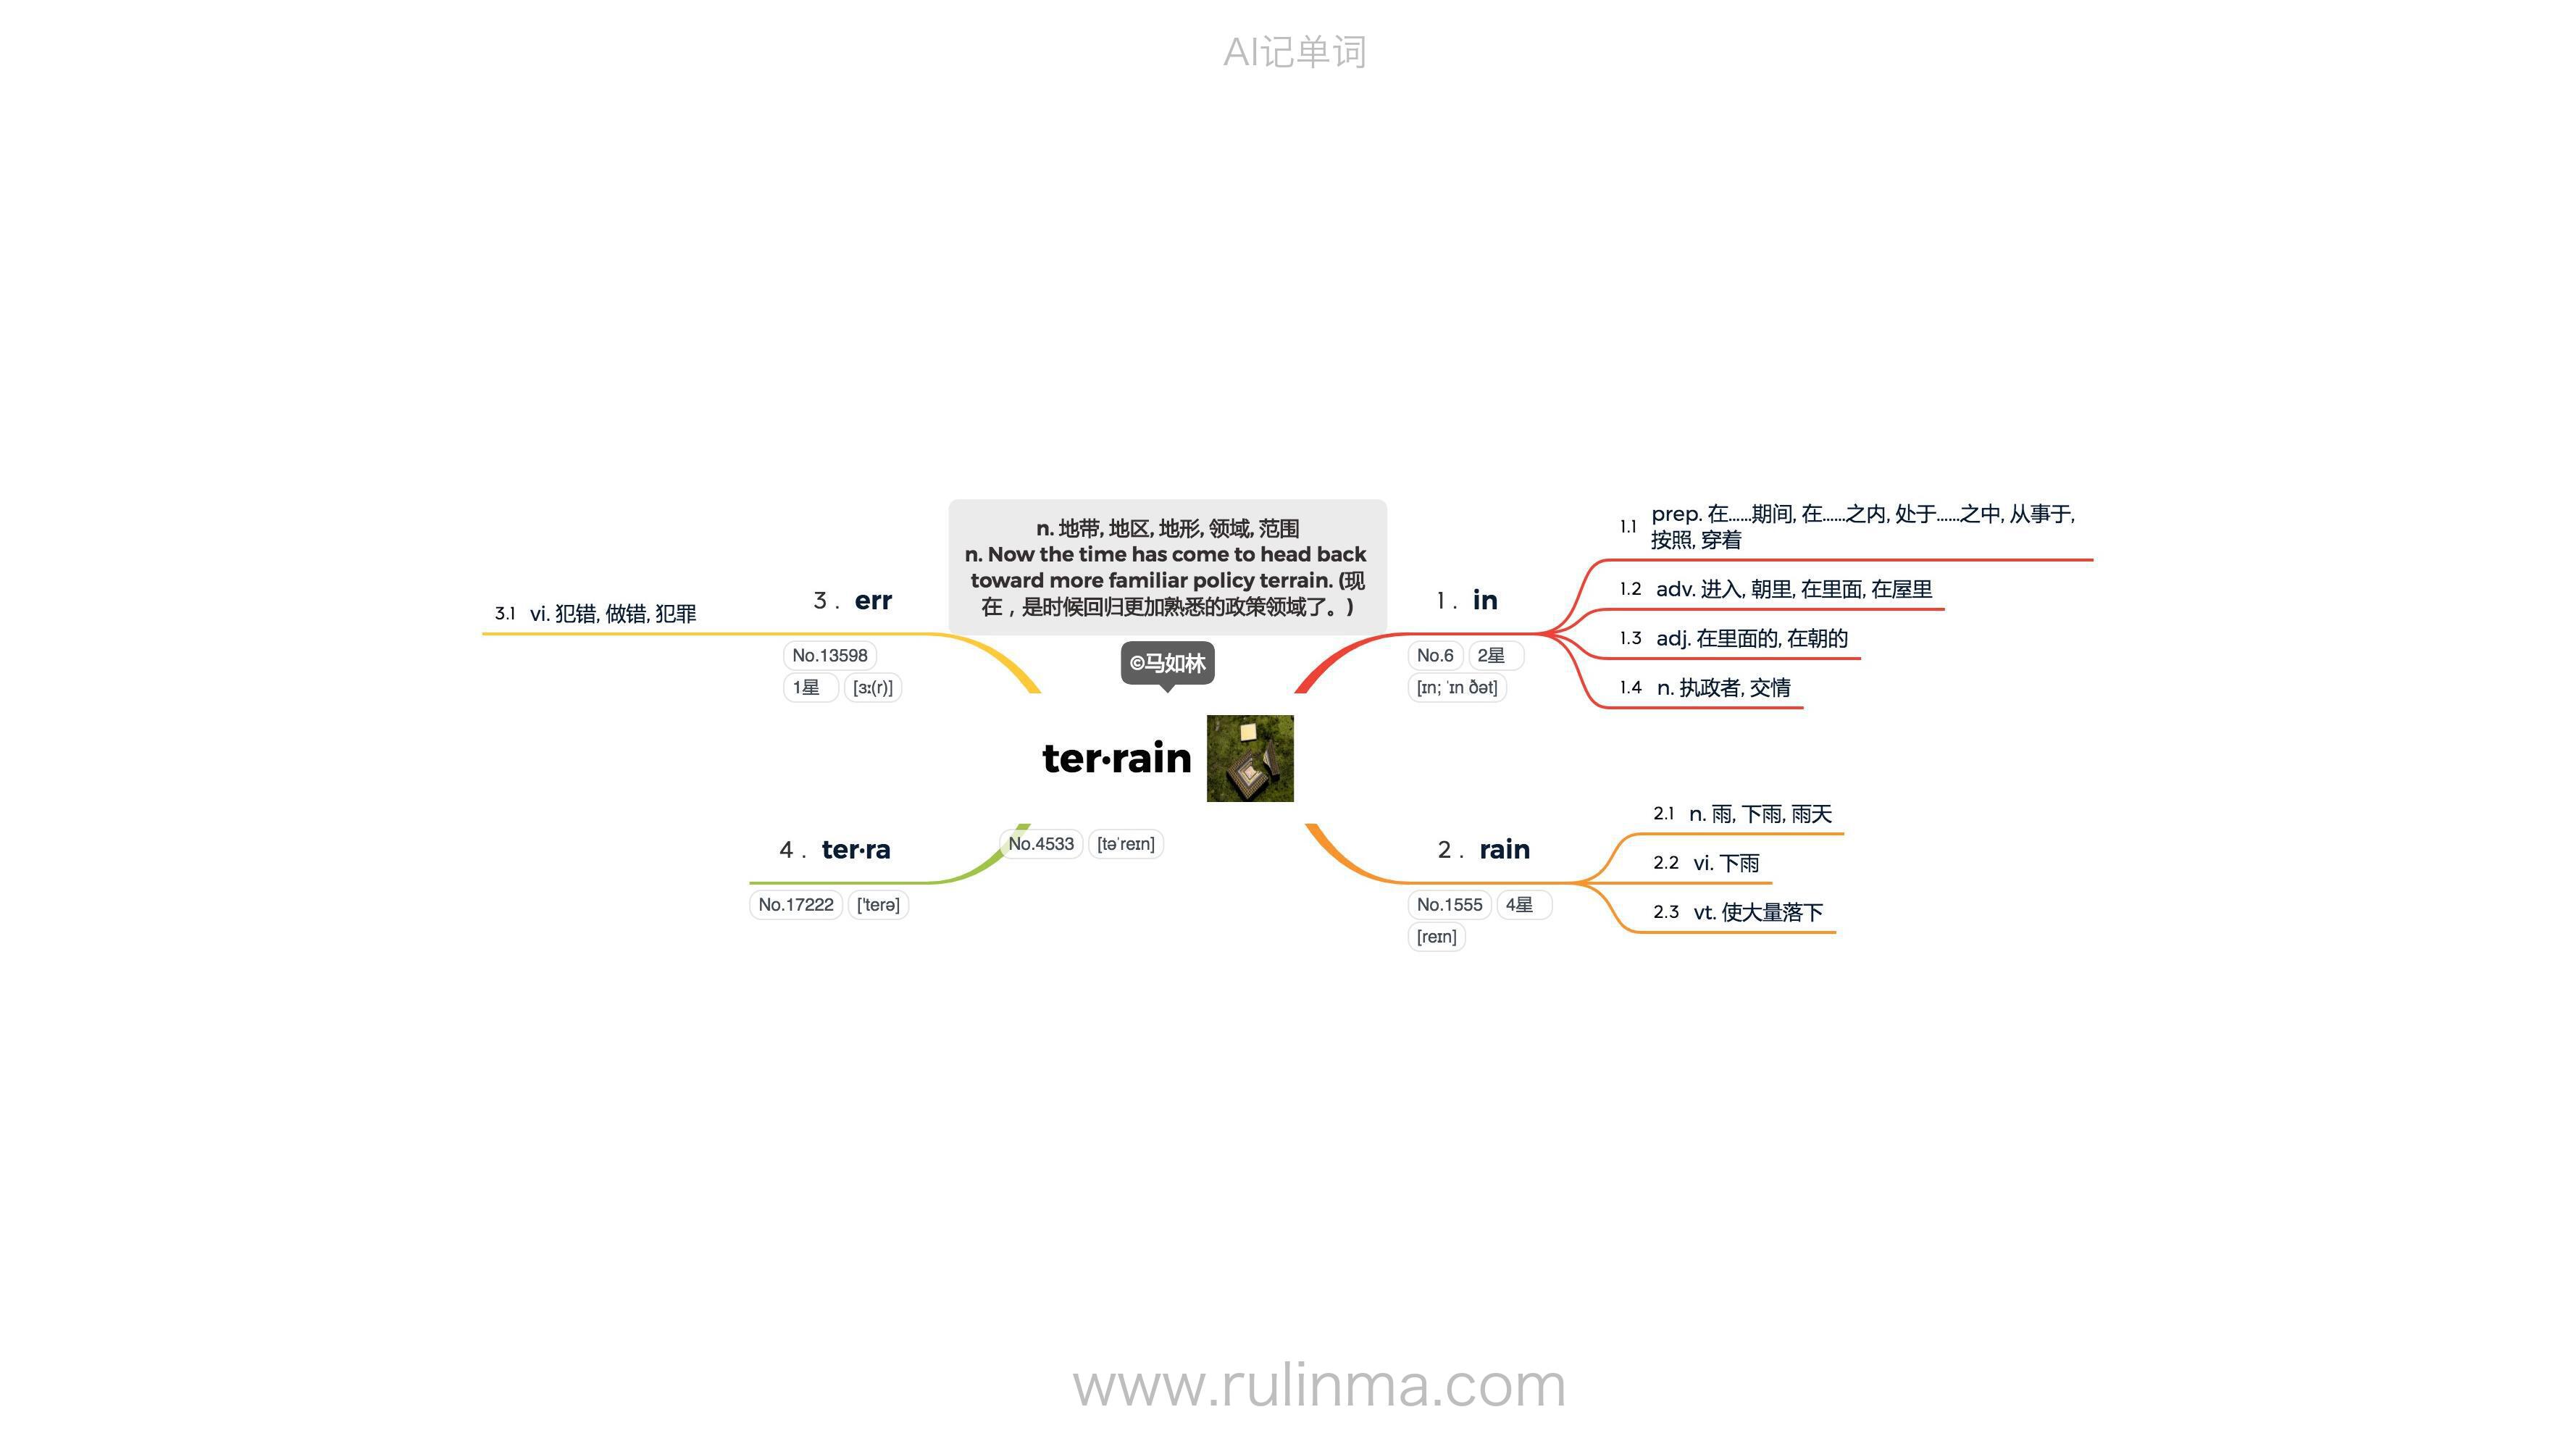 AI记单词
n. 地带, 地区, 地形, 领域, 范围
n. Now the time has come to head back
toward more familiar policy terrain. (现
在，是时候回归更加熟悉的政策领域了。)
©马如林
ter·rain
No.4533 [təˈreɪn]
1. in
No.6 2星
[ɪn; ˈɪn ðət]
1.1 prep. 在……期间, 在……之内, 处于……之中, 从事于,
按照, 穿着
1.2 adv. 进入, 朝里, 在里面, 在屋里
1.3 adj. 在里面的, 在朝的
1.4 n. 执政者, 交情
2. rain
No.1555 4星
[reɪn]
2.1 n. 雨, 下雨, 雨天
2.2 vi. 下雨
2.3 vt. 使大量落下
3. err
No.13598
1星 [ɜː(r)]
3.1 vi. 犯错, 做错, 犯罪
4. ter·ra
No.17222 ['terə]
www.rulinma.com